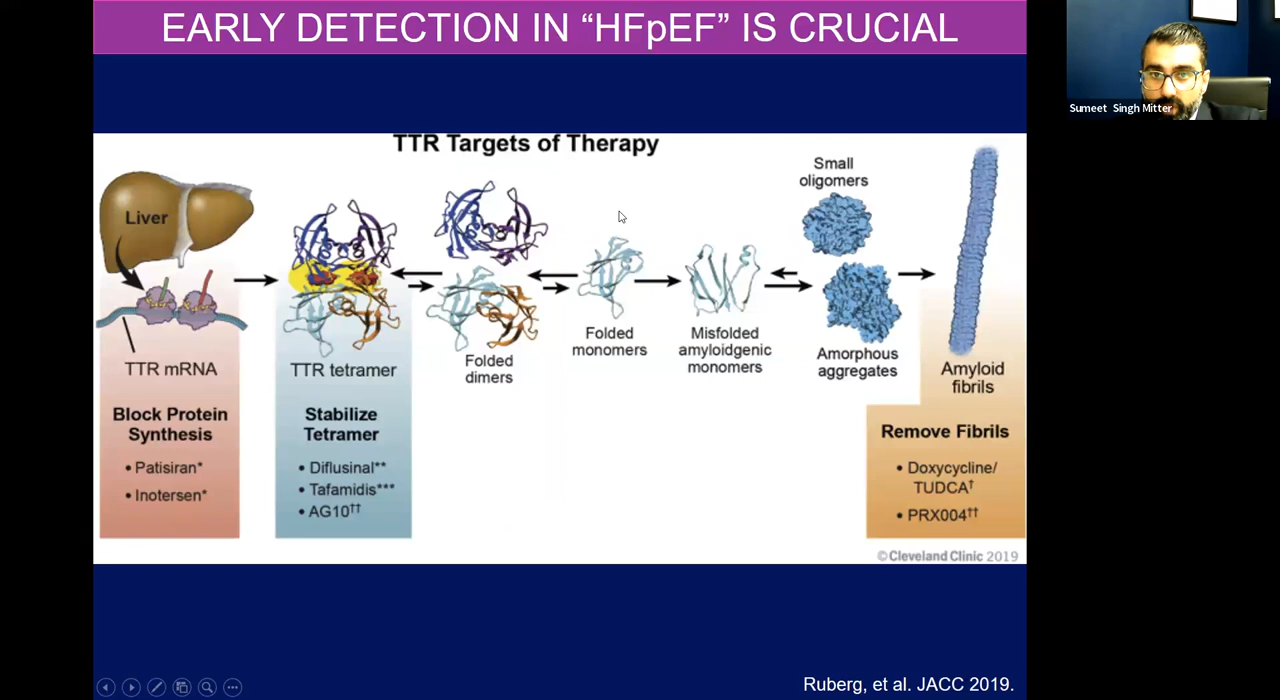 EARLY DETECTION IN “HFpEF” IS CRUCIAL
Sumeet Singh Mitter
TTR Targets of Therapy
Liver
TTR mRNA
Block Protein
Synthesis
• Patisiran*
• Inotersen*
TTR tetramer
Stabilize
Tetramer
• Diflusinal**
• Tafamidis***
• AG10††
Folded
dimers
Folded
monomers
Misfolded
amyloidgenic
monomers
Small
oligomers
Amorphous
aggregates
Amyloid
fibrils
Remove Fibrils
• Doxycycline/
TUDCA†
• PRX004††
©Cleveland Clinic 2019
Ruberg, et al. JACC 2019.